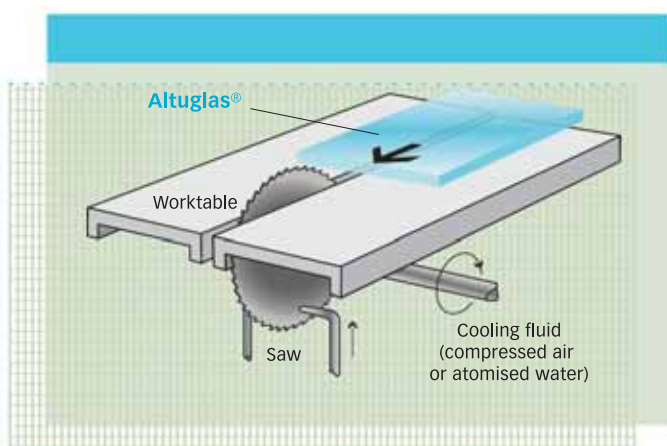 Altuglas®
Worktable
Saw
Cooling fluid
(compressed air
or atomised water)